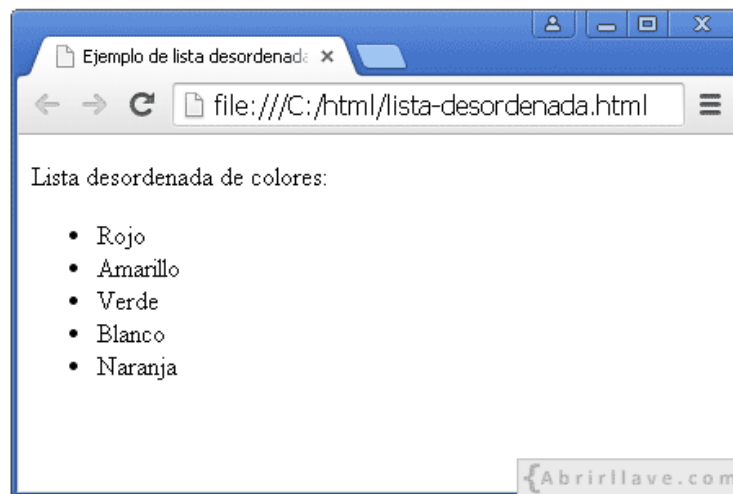 Ejemplo de lista desordenada
file:///C:/html/lista-desordenada.html
Lista desordenada de colores:
• Rojo
• Amarillo
• Verde
• Blanco
• Naranja
{Abrirllave.com